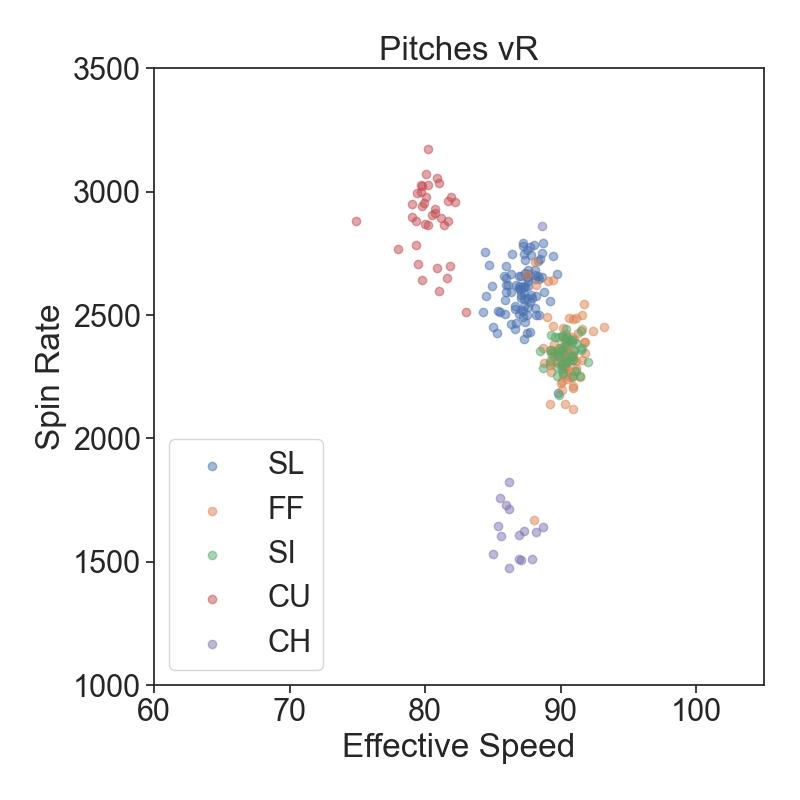 Pitches vR
3500
3000
2500
2000
1500
1000
Spin Rate
SL
FF
SI
CU
CH
60 70 80 90 100
Effective Speed